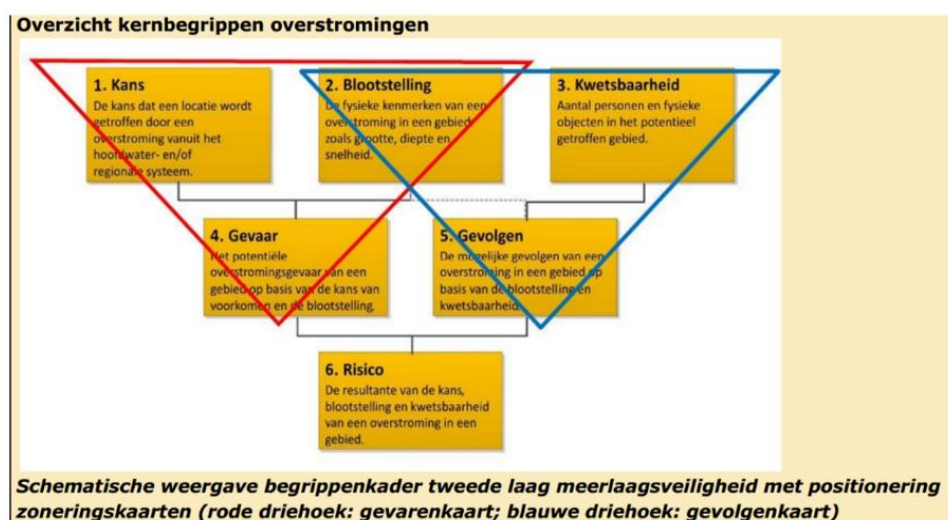 Overzicht kernbegrippen overstromingen
1. Kans
De kans dat een locatie wordt
getroffen door een
overstroming vanuit het
hoofdwater- en/of
regionale systeem.
2. Blootstelling
De fysieke kenmerken van een
overstroming in een gebied
zoals grootte, diepte en
snelheid.
3. Kwetsbaarheid
Aantal personen en fysieke
objecten in het potentieel
getroffen gebied.
4. Gevaar
Het potentiële
overstromingsgevaar van een
gebied op basis van de kans van
voorkomen en de blootstelling.
5. Gevolgen
De mogelijke gevolgen van een
overstroming in een gebied op
basis van de blootstelling en
kwetsbaarheid.
6. Risico
De resultante van de kans,
blootstelling en kwetsbaarheid
van een overstroming in een
gebied.
Schematische weergave begrippenkader tweede laag meerlaagsveiligheid met positionering
zoneringskaarten (rode driehoek: gevarenkaart; blauwe driehoek: gevolgenkaart)